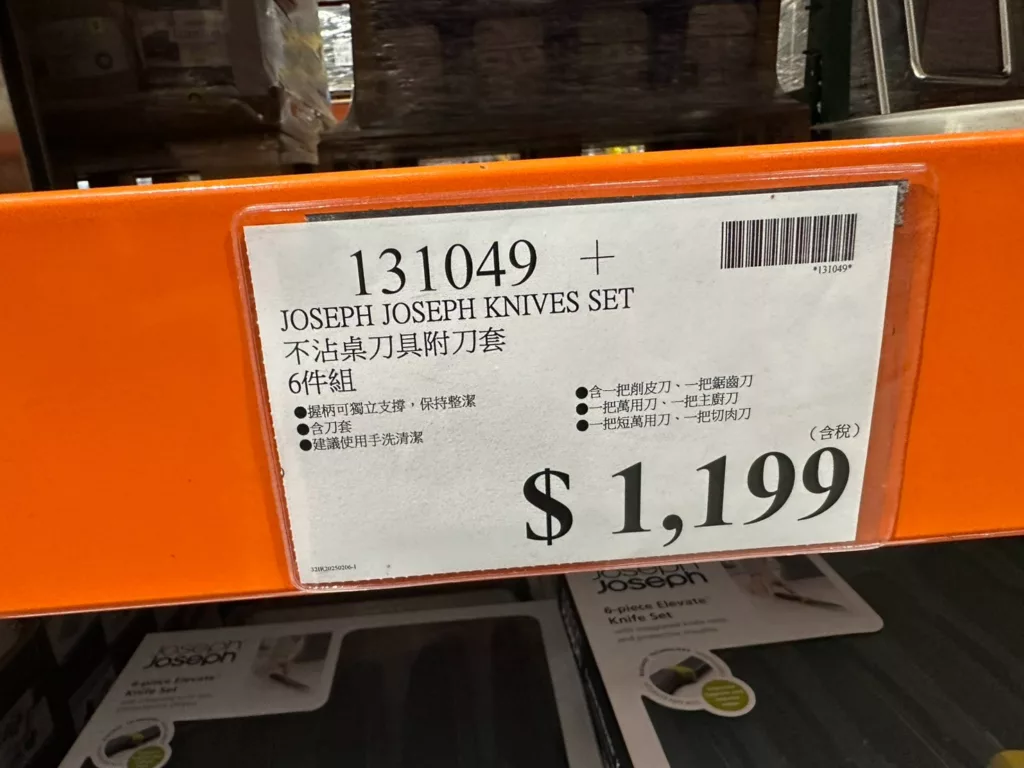 131049 +
*131049*
JOSEPH JOSEPH KNIVES SET
不沾桌刀具附刀套
6件組
●握柄可獨立支撐，保持整潔
●含刀套
●建議使用手洗清潔
●含一把削皮刀、一把鋸齒刀
●一把萬用刀、一把主廚刀
●一把短萬用刀、一把切肉刀
(含稅)
$ 1,199
Joseph
Joseph
6-piece Elevate™
Knife Set
Joseph
Joseph
6-piece Elevate™
Knife Set